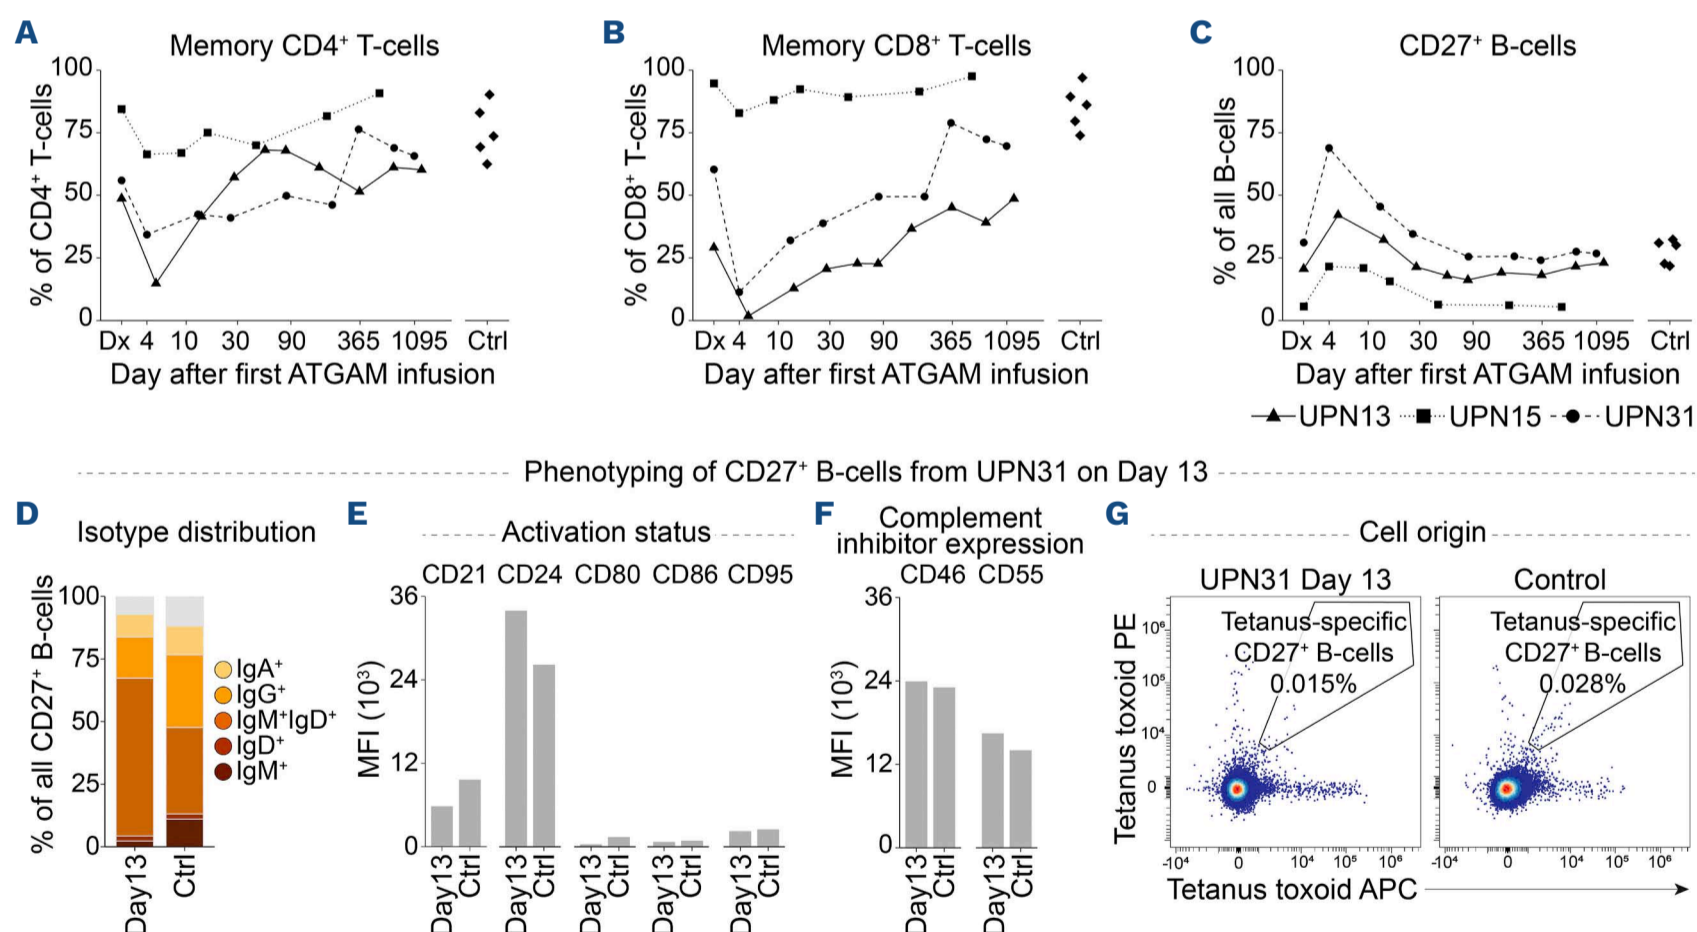 A
Memory CD4⁺ T-cells
% of CD4⁺ T-cells
100
75
50
25
0
Dx 4 10 30 90 365 1095 Ctrl
Day after first ATGAM infusion
B
Memory CD8⁺ T-cells
% of CD8⁺ T-cells
100
75
50
25
0
Dx 4 10 30 90 365 1095 Ctrl
Day after first ATGAM infusion
C
CD27⁺ B-cells
% of all B-cells
100
75
50
25
0
Dx 4 10 30 90 365 1095 Ctrl
Day after first ATGAM infusion
UPN13 UPN15 UPN31
Phenotyping of CD27⁺ B-cells from UPN31 on Day 13
D
Isotype distribution
% of all CD27⁺ B-cells
100
75
50
25
0
Day13 Ctrl
IgA⁺
IgG⁺
IgM⁺IgD⁺
IgD⁺
IgM⁺
E
Activation status
CD21 CD24 CD80 CD86 CD95
MFI (10³)
36
24
12
0
Day13 Ctrl Day13 Ctrl Day13 Ctrl Day13 Ctrl Day13 Ctrl
F
Complement
inhibitor expression
CD46 CD55
MFI (10³)
36
24
12
0
Day13 Ctrl Day13 Ctrl
G
Cell origin
UPN31 Day 13
Tetanus toxoid PE
10⁶
10⁵
10⁴
0
Tetanus-specific
CD27⁺ B-cells
0.015%
-10⁴ 0 10⁴ 10⁵ 10⁶
Control
Tetanus-specific
CD27⁺ B-cells
0.028%
-10⁴ 0 10⁴ 10⁵ 10⁶
Tetanus toxoid APC